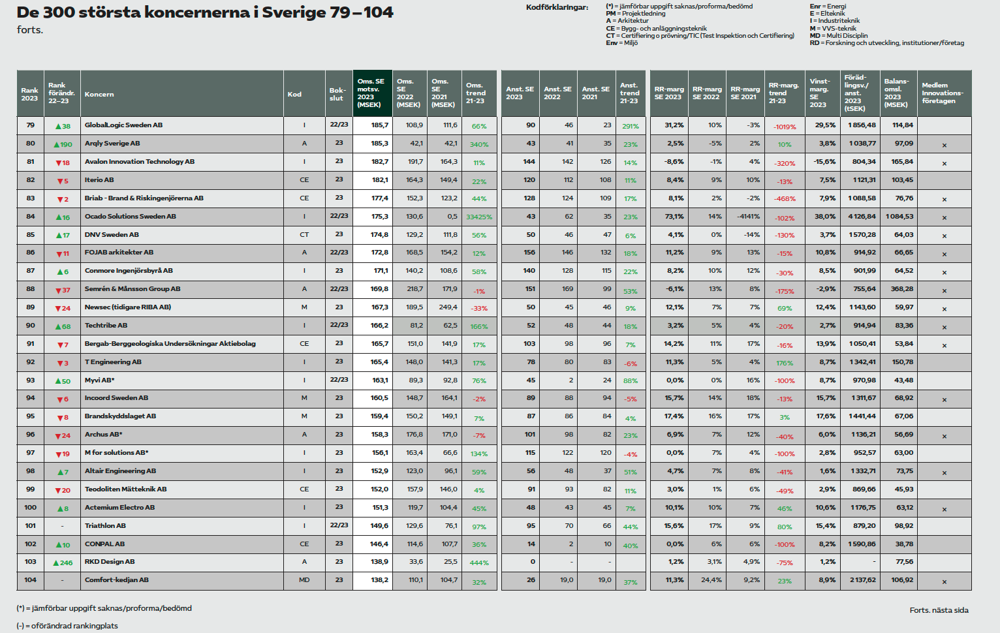 De 300 största koncernerna i Sverige 79–104
forts.
Kodförklaringar:
(*) = jämförbar uppgift saknas/proforma/bedömd
PM = Projektledning
A = Arkitektur
CE = Bygg- och anläggningsteknik
CT = Certifiering o prövning/TIC (Test Inspektion och Certifiering)
Env = Miljö
Enr = Energi
E = Elteknik
I = Industriteknik
M = VVS-teknik
MD = Multi Disciplin
RD = Forskning och utveckling, institutioner/företag
Rank 2023 | Rank förändr. 22–23 | Koncern | Kod | Bok-slut | Oms. SE motsv. 2023 (MSEK) | Oms. SE 2022 (MSEK) | Oms. SE 2021 (MSEK) | Oms. trend 21-23 | Anst. SE 2023 | Anst. SE 2022 | Anst. SE 2021 | Anst. trend 21-23 | RR-marg SE 2023 | RR-marg SE 2022 | RR-marg SE 2021 | RR-marg. trend 21-23 | Vinst-marg. SE 2023 | Föräd-lingsv./anst. 2023 (tSEK) | Balans-omsl. 2023 (MSEK) | Medlem Innovations-företagen
79 ▲38 GlobalLogic Sweden AB I 22/23 185,7 108,9 111,6 66% 90 46 23 291% 31,2% 10% -3% -1019% 29,5% 1 856,48 114,84
80 ▲190 Arqly Sverige AB A 23 185,3 42,1 42,1 340% 43 41 35 23% 2,5% -5% 2% 10% 3,8% 1 038,77 97,09 ×
81 ▼18 Avalon Innovation Technology AB I 23 182,7 191,7 164,3 11% 144 142 126 14% -8,6% -1% 4% -320% -15,6% 804,34 165,84 ×
82 ▼5 Iterio AB CE 23 182,1 164,3 149,4 22% 120 112 108 11% 8,4% 9% 10% -13% 7,5% 1 121,31 103,45 ×
83 ▼2 Briab - Brand & Riskingenjörerna AB CE 23 177,4 152,3 123,2 44% 128 124 109 17% 8,1% 2% -2% -468% 7,9% 1 088,58 76,76 ×
84 ▲16 Ocado Solutions Sweden AB I 22/23 175,3 130,6 0,5 33425% 43 62 35 23% 73,1% 14% -4141% -102% 38,0% 4 126,84 1 084,53 ×
85 ▲17 DNV Sweden AB CT 23 174,8 129,2 111,8 56% 50 46 47 6% 4,1% 0% -14% -130% 3,7% 1 570,28 64,03 ×
86 ▼11 FOJAB arkitekter AB A 22/23 172,8 168,5 154,2 12% 156 146 132 18% 11,2% 9% 13% -15% 10,8% 914,92 66,65 ×
87 ▲6 Conmore Ingenjörsbyrå AB I 23 171,1 140,2 108,6 58% 140 128 115 22% 8,2% 10% 12% -30% 8,5% 901,99 64,52 ×
88 ▼37 Semrén & Månsson Group AB A 22/23 169,8 218,7 171,9 -1% 151 169 99 53% -6,1% 13% 8% -175% -2,9% 755,64 368,28 ×
89 ▼24 Newsec (tidigare RIBA AB) M 23 167,3 189,5 249,4 -33% 50 45 46 9% 12,1% 7% 7% 69% 12,4% 1 143,60 59,97 ×
90 ▲68 Techtribe AB I 22/23 166,2 81,2 62,5 166% 52 48 44 18% 3,2% 5% 4% -20% 2,7% 914,94 83,36 ×
91 ▼7 Bergab-Berggeologiska Undersökningar Aktiebolag CE 23 165,7 151,0 141,9 17% 103 98 96 7% 14,2% 11% 17% -16% 13,9% 1 050,41 53,84 ×
92 ▼3 T Engineering AB I 23 165,4 148,0 141,3 17% 78 80 83 -6% 11,3% 5% 4% 176% 8,7% 1 342,41 150,78
93 ▲50 Myvi AB* I 22/23 163,1 89,3 92,8 76% 45 2 24 88% 0,0% 0% 16% -100% 8,7% 970,98 43,48
94 ▼6 Incoord Sweden AB M 23 160,5 148,7 164,1 -2% 89 88 94 -5% 15,7% 14% 18% -13% 15,7% 1 311,67 68,92 ×
95 ▼8 Brandskyddslaget AB M 23 159,4 150,2 149,1 7% 87 86 84 4% 17,4% 16% 17% 3% 17,6% 1 441,44 67,06
96 ▼24 Archus AB* A 23 158,3 176,8 171,0 -7% 101 98 82 23% 6,9% 7% 12% -40% 6,0% 1 136,21 56,69 ×
97 ▼19 M for solutions AB* I 23 156,1 163,4 66,6 134% 115 122 120 -4% 0,0% 7% 4% -100% 2,8% 952,57 63,00
98 ▲7 Altair Engineering AB I 23 152,9 123,0 96,1 59% 56 48 37 51% 4,7% 7% 8% -41% 1,6% 1 332,71 73,75 ×
99 ▼20 Teodoliten Mätteknik AB CE 23 152,0 157,9 146,0 4% 91 93 82 11% 3,0% 1% 6% -49% 2,9% 869,66 45,93
100 ▲8 Actemium Electro AB I 23 151,3 119,7 104,4 45% 48 43 45 7% 10,1% 10% 7% 46% 10,6% 1 176,75 63,12 ×
101 - Triathlon AB I 22/23 149,6 129,6 76,1 97% 95 70 66 44% 15,6% 17% 9% 80% 15,4% 879,20 98,92
102 ▲10 CONPAL AB CE 23 146,4 114,6 107,7 36% 14 2 10 40% 0,0% 6% 6% -100% 8,2% 1 590,86 38,78
103 ▲246 RKD Design AB A 23 138,9 33,6 25,5 444% 0 - - 1,2% 3,1% 4,9% -75% 1,2% - 77,56
104 - Comfort-kedjan AB MD 23 138,2 110,1 104,7 32% 26 19,0 19,0 37% 11,3% 24,4% 9,2% 23% 8,9% 2 137,62 106,92 ×
(*) = jämförbar uppgift saknas/proforma/bedömd
Forts. nästa sida
(-) = oförändrad rankingplats